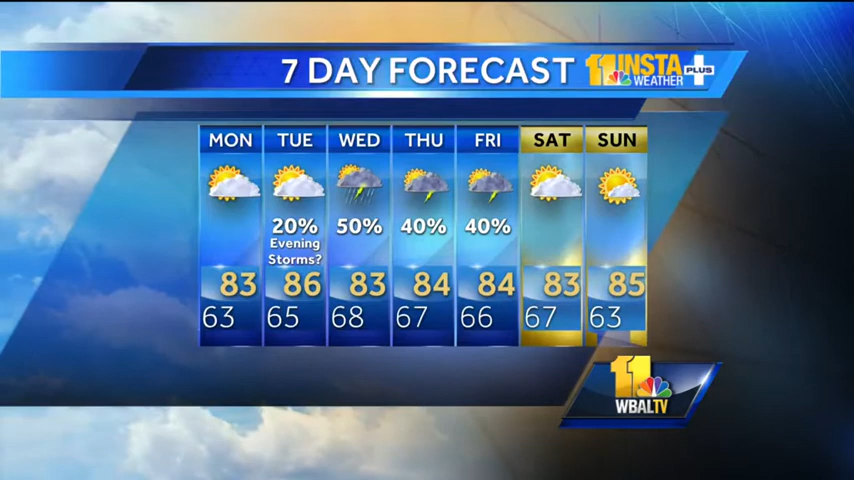 7 DAY FORECAST 11 INSTA PLUS
WEATHER
MON TUE WED THU FRI SAT SUN
20% 50% 40% 40%
Evening
Storms?
83 86 83 84 84 83 85
63 65 68 67 66 67 63
11
WBALTV